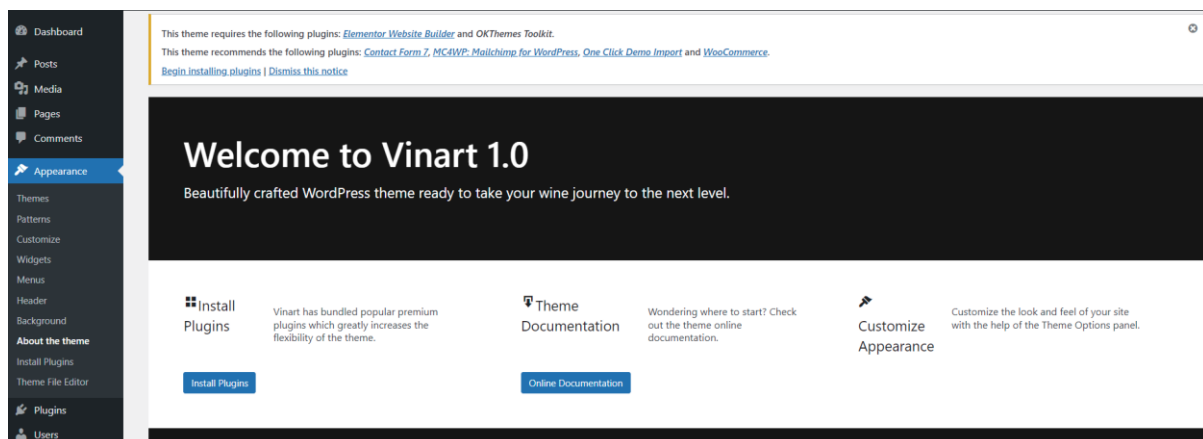 Dashboard
Posts
Media
Pages
Comments
Appearance
Themes
Patterns
Customize
Widgets
Menus
Header
Background
About the theme
Install Plugins
Theme File Editor
Plugins
Users
This theme requires the following plugins: Elementor Website Builder and OKThemes Toolkit.
This theme recommends the following plugins: Contact Form 7, MC4WP: Mailchimp for WordPress, One Click Demo Import and WooCommerce.
Begin installing plugins | Dismiss this notice
Welcome to Vinart 1.0
Beautifully crafted WordPress theme ready to take your wine journey to the next level.
Install
Plugins
Vinart has bundled popular premium
plugins which greatly increases the
flexibility of the theme.
Install Plugins
Theme
Documentation
Wondering where to start? Check
out the theme online
documentation.
Online Documentation
Customize
Appearance
Customize the look and feel of your site
with the help of the Theme Options panel.